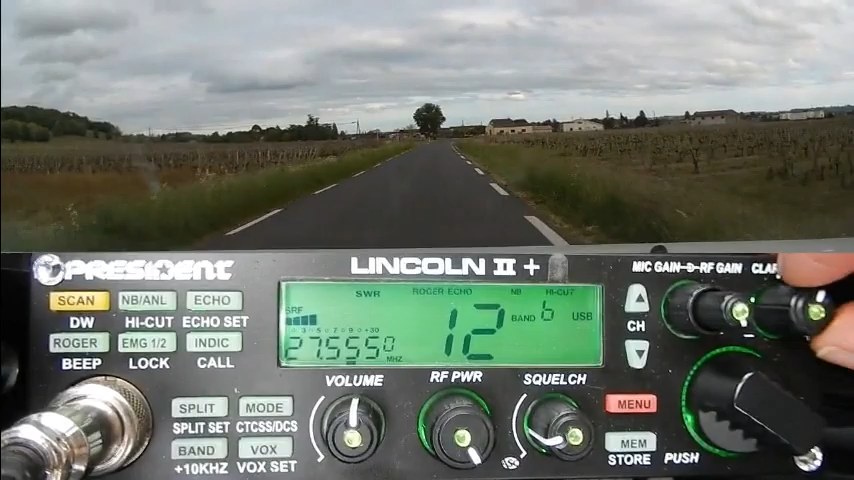 PRESIDENT LINCOLN II + MIC GAIN RF GAIN CLAR
SCAN NB/ANL ECHO
DW HI-CUT ECHO SET
ROGER EMG 1/2 INDIC
BEEP LOCK CALL
SWR ROGER ECHO NB HI-CUT
SRF
27.5550 MHZ 12 BAND 6 USB
CH
VOLUME RF PWR SQUELCH
SPLIT MODE
SPLIT SET CTCSS/DCS
BAND VOX
+10KHZ VOX SET
MENU
MEM
STORE PUSH